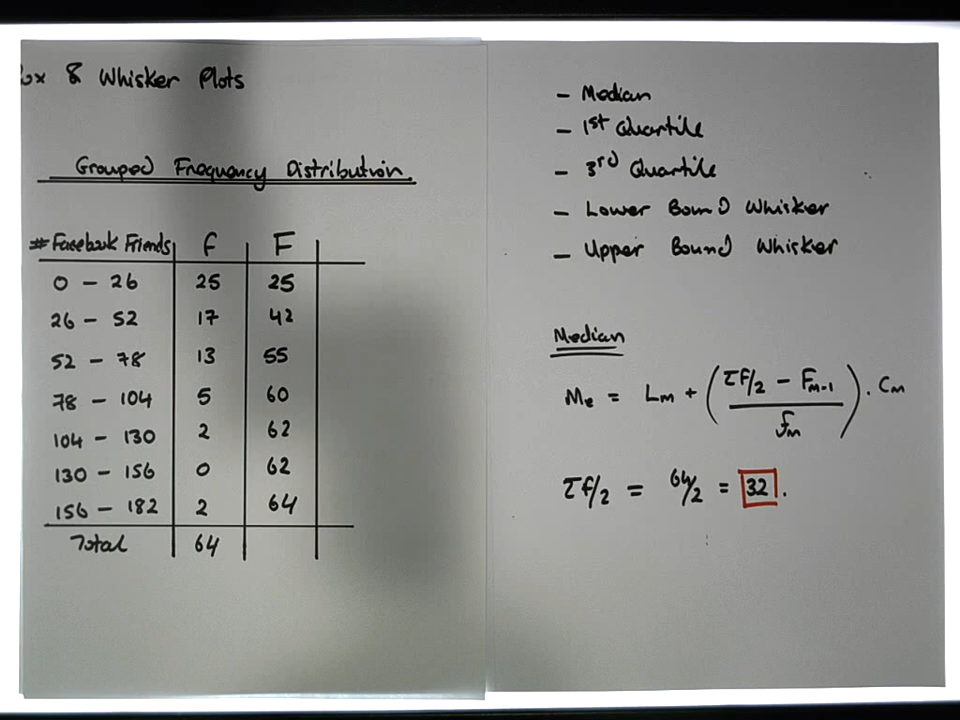 ox & Whisker Plots
Grouped Frequency Distribution
# Facebook Friends f F
0 - 26 25 25
26 - 52 17 42
52 - 78 13 55
78 - 104 5 60
104 - 130 2 62
130 - 156 0 62
156 - 182 2 64
Total 64
- Median
- 1st Quartile
- 3rd Quartile
- Lower Bound Whisker
- Upper Bound Whisker
Median
Me = Lm + (Σf/2 - Fm-1 / fm) . Cm
Σf/2 = 64/2 = 32.